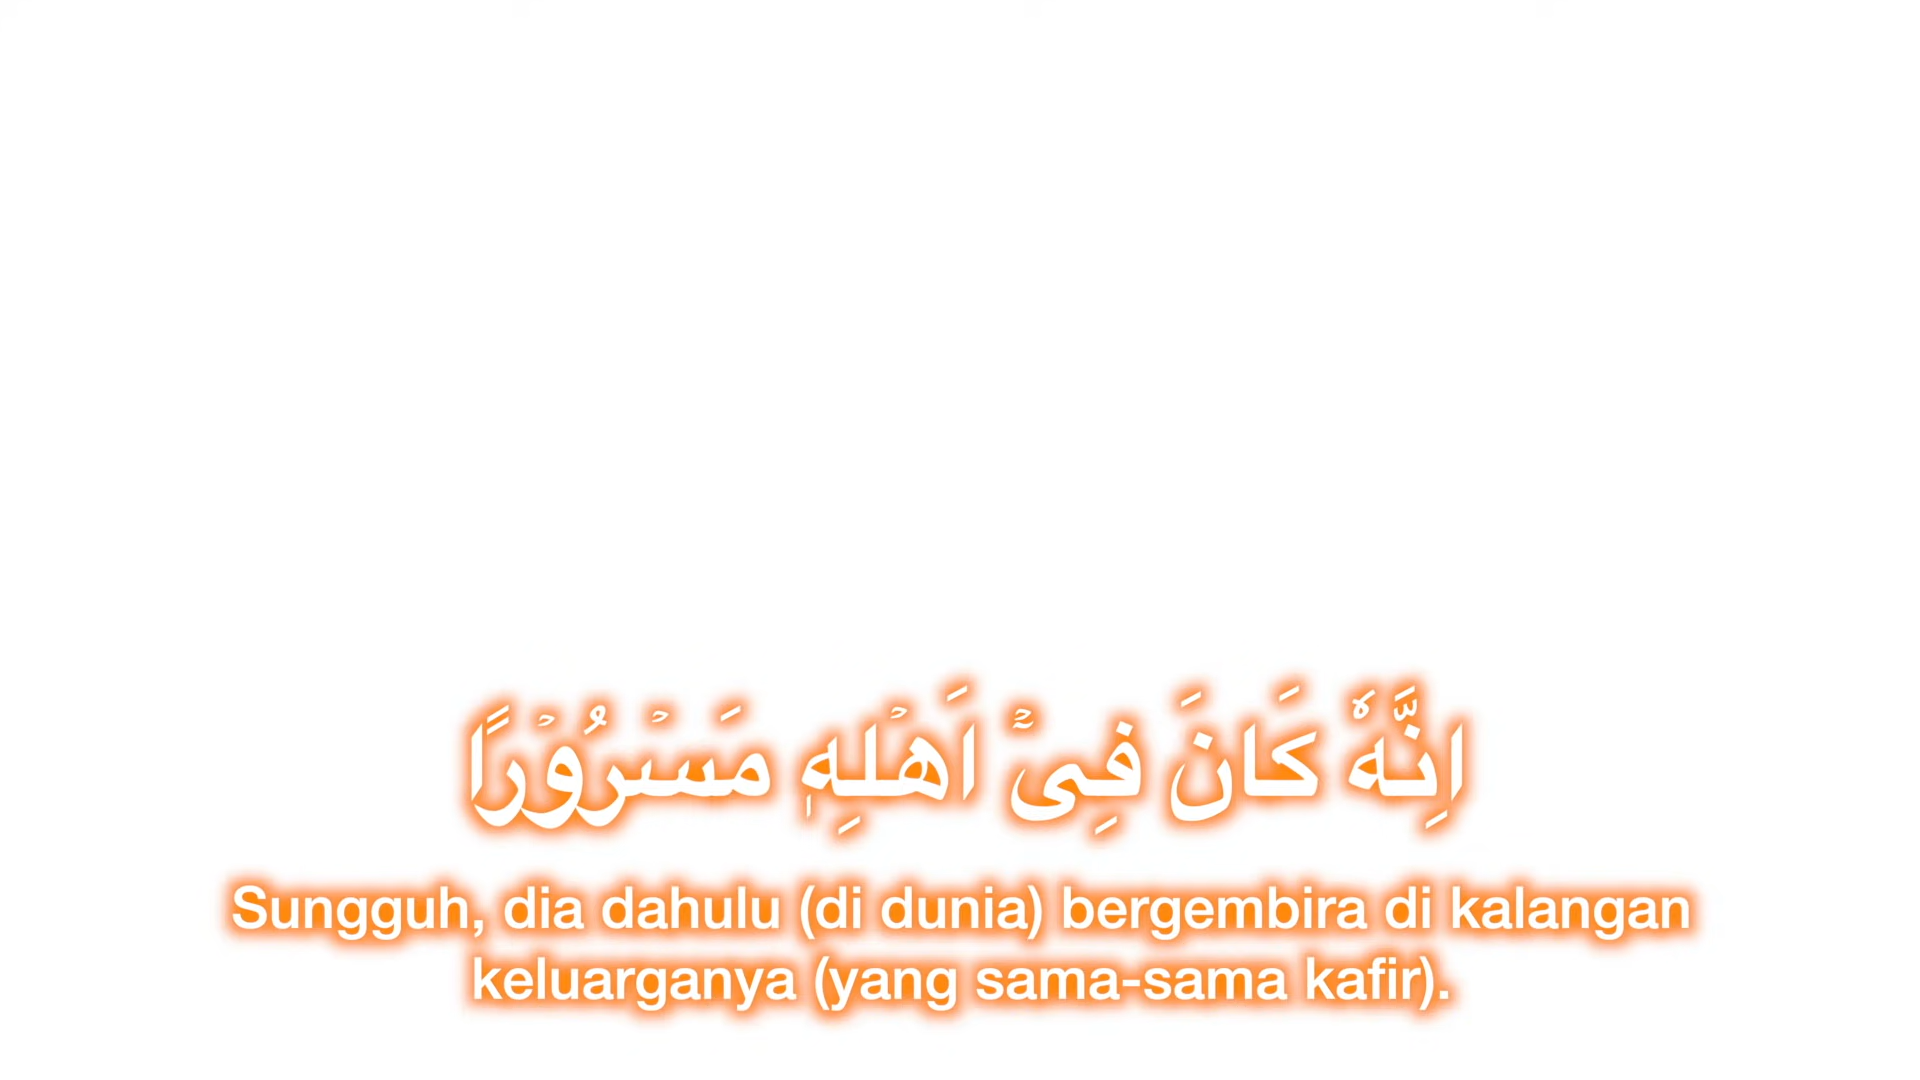 اِنَّهٗ كَانَ فِىْۤ اَهْلِهٖ مَسْرُوْرًا
Sungguh, dia dahulu (di dunia) bergembira di kalangan
keluarganya (yang sama-sama kafir).